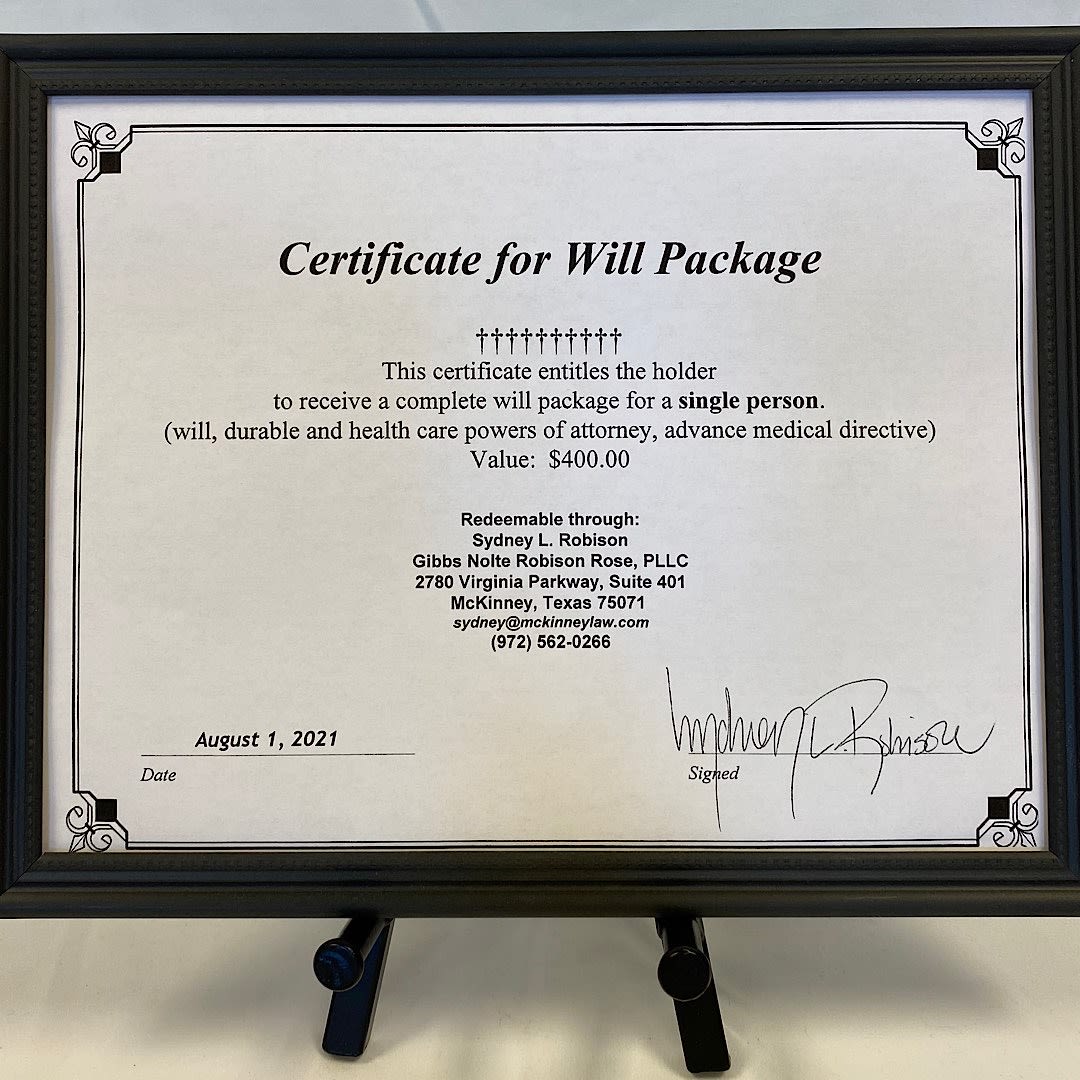 Certificate for Will Package
††††††††††
This certificate entitles the holder
to receive a complete will package for a single person.
(will, durable and health care powers of attorney, advance medical directive)
Value: $400.00
Redeemable through:
Sydney L. Robison
Gibbs Nolte Robison Rose, PLLC
2780 Virginia Parkway, Suite 401
McKinney, Texas 75071
sydney@mckinneylaw.com
(972) 562-0266
August 1, 2021
Date
Sydney L. Robison
Signed